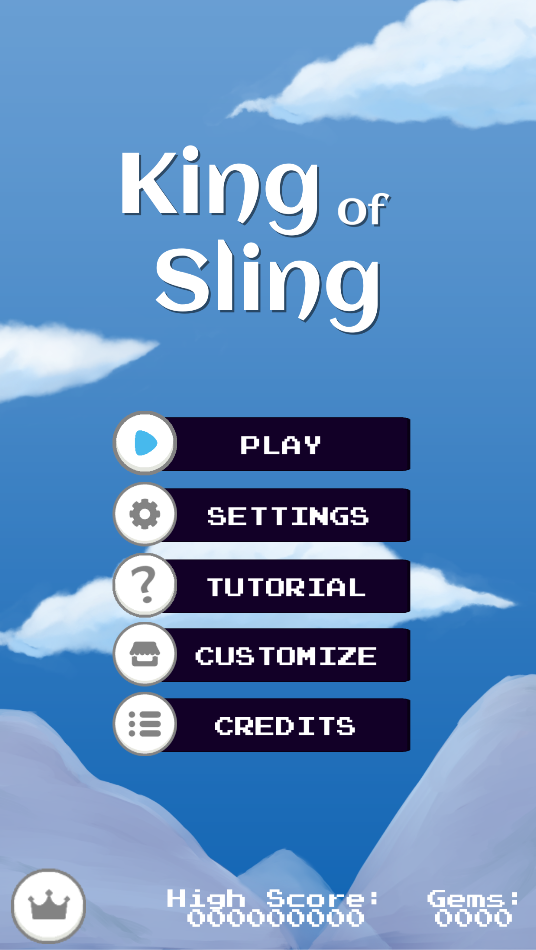 King of
Sling
PLAY
SETTINGS
TUTORIAL
CUSTOMIZE
CREDITS
High Score: Gems:
000000000 0000